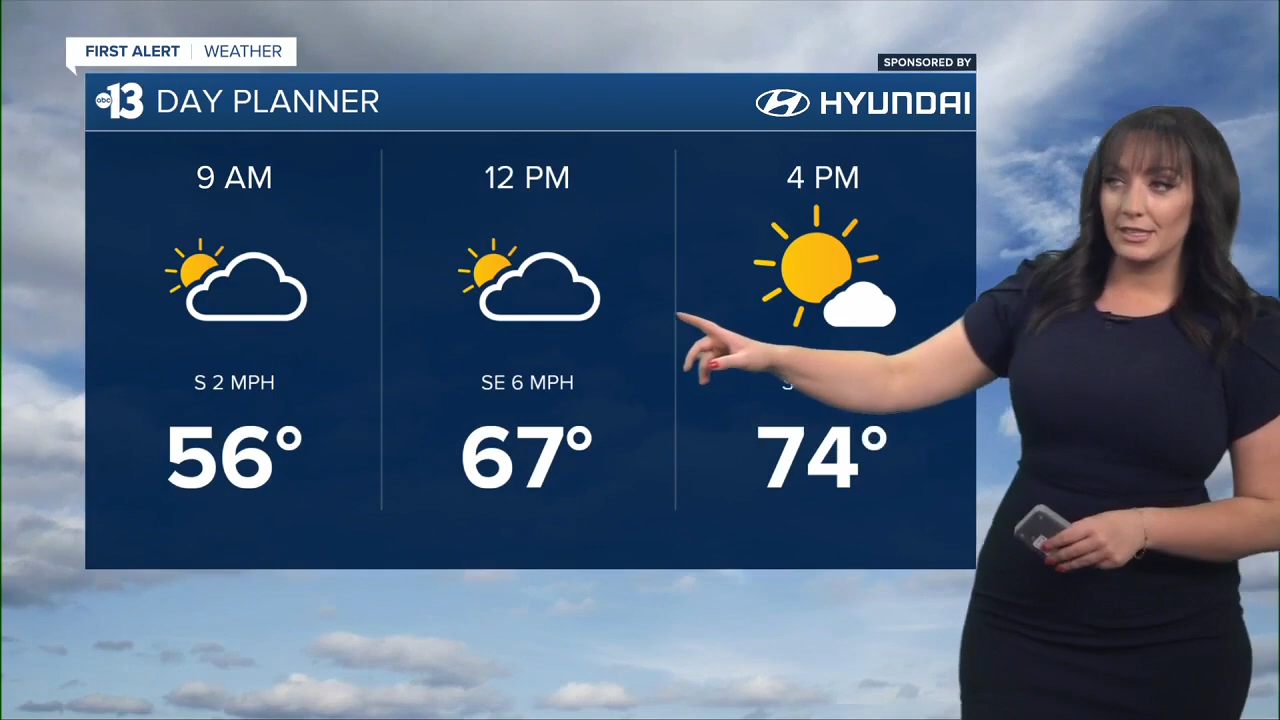 FIRST ALERT | WEATHER
SPONSORED BY
abc 13 DAY PLANNER
HYUNDAI
9 AM
12 PM
4 PM
S 2 MPH
SE 6 MPH
S
56°
67°
74°